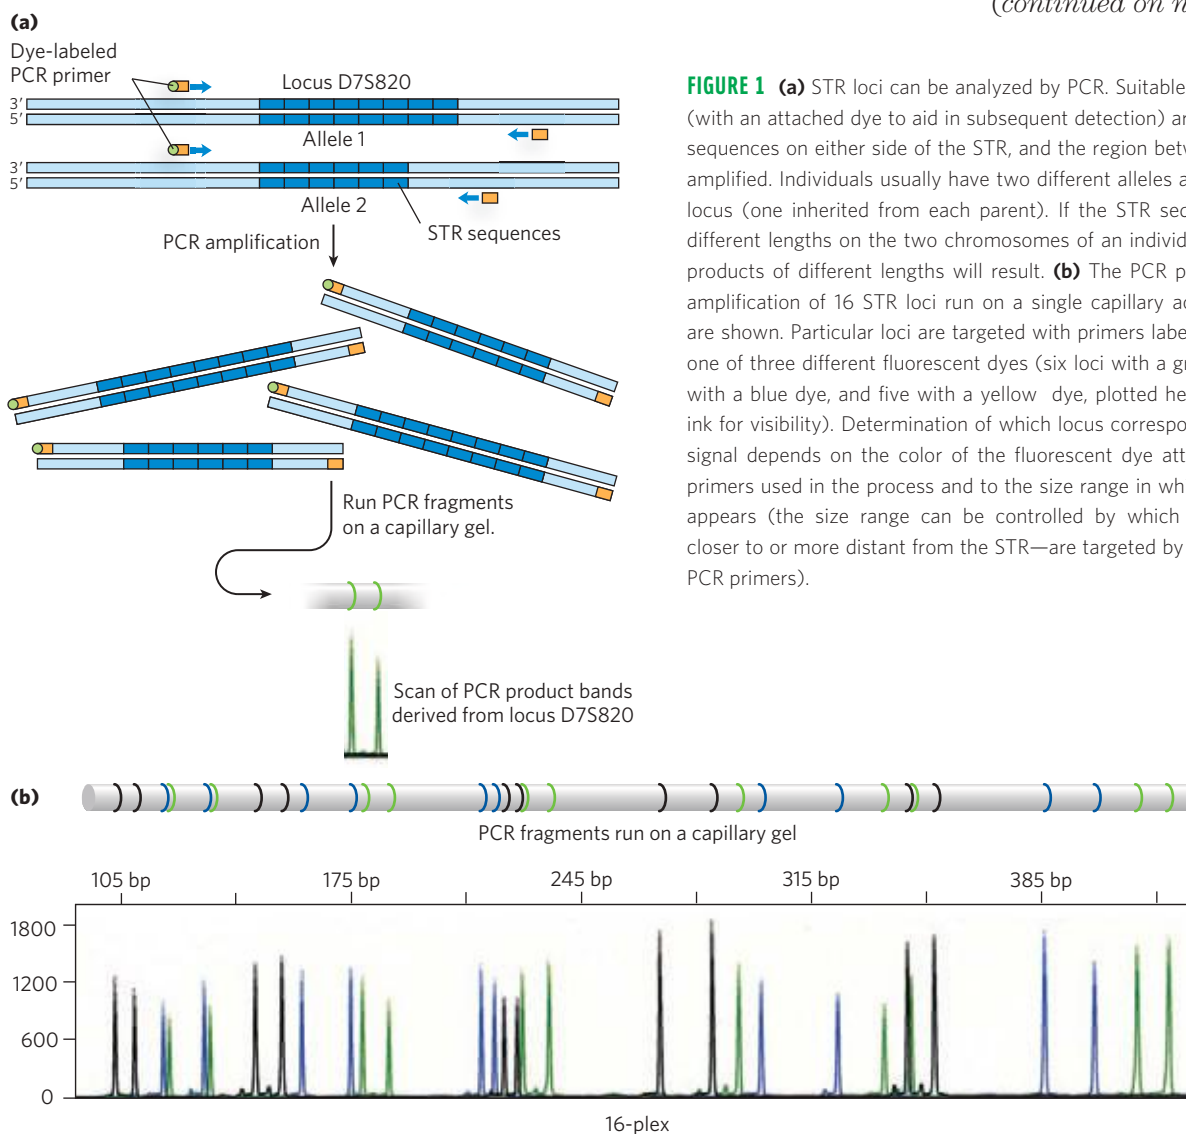 (continued on n
(a)
Dye-labeled
PCR primer
Locus D7S820
3′
5′
Allele 1
3′
5′
Allele 2
STR sequences
PCR amplification
Run PCR fragments
on a capillary gel.
Scan of PCR product bands
derived from locus D7S820
FIGURE 1 (a) STR loci can be analyzed by PCR. Suitable
(with an attached dye to aid in subsequent detection) ar
sequences on either side of the STR, and the region betw
amplified. Individuals usually have two different alleles a
locus (one inherited from each parent). If the STR sec
different lengths on the two chromosomes of an individ
products of different lengths will result. (b) The PCR p
amplification of 16 STR loci run on a single capillary ac
are shown. Particular loci are targeted with primers labe
one of three different fluorescent dyes (six loci with a gr
with a blue dye, and five with a yellow dye, plotted he
ink for visibility). Determination of which locus correspo
signal depends on the color of the fluorescent dye att
primers used in the process and to the size range in wh
appears (the size range can be controlled by which
closer to or more distant from the STR—are targeted by
PCR primers).
(b)
PCR fragments run on a capillary gel
105 bp 175 bp 245 bp 315 bp 385 bp
1800
1200
600
0
16-plex